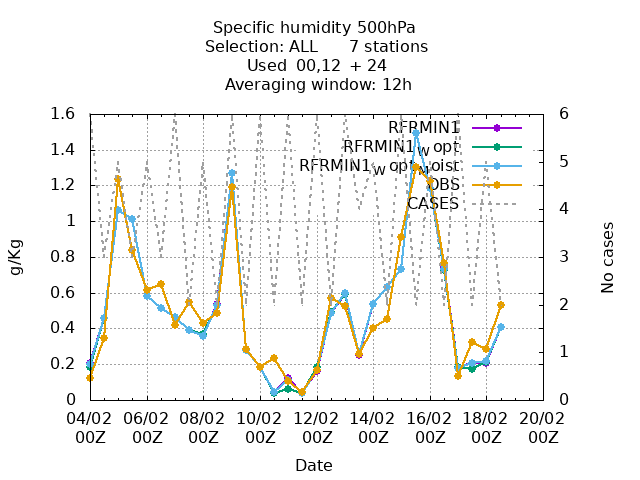 Specific humidity 500hPa
Selection: ALL 7 stations
Used 00,12 + 24
Averaging window: 12h
RFRMIN1
RFRMIN1_w opt
RFRMIN1_w opt_moist
OBS
CASES
1.6
1.4
1.2
1
0.8
0.6
0.4
0.2
0
g/Kg
6
5
4
3
2
1
0
No cases
04/02 06/02 08/02 10/02 12/02 14/02 16/02 18/02 20/02
00Z 00Z 00Z 00Z 00Z 00Z 00Z 00Z 00Z
Date